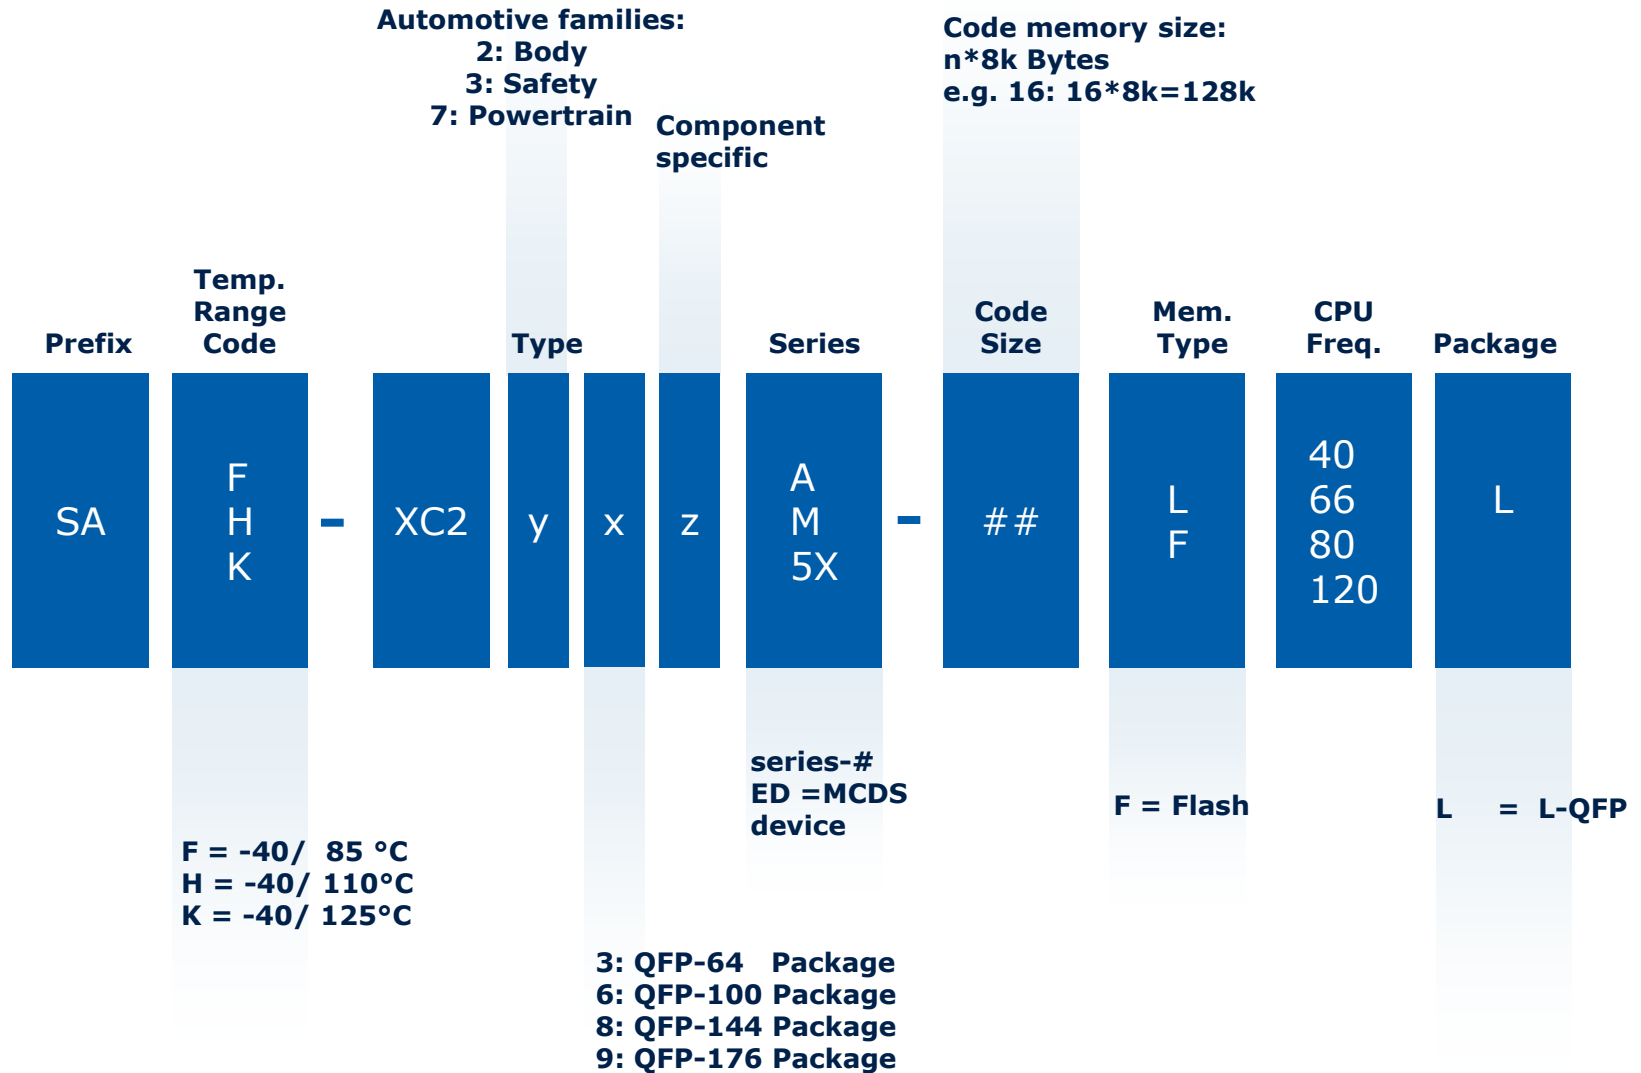 Automotive families:
2: Body
3: Safety
7: Powertrain
Component
specific
Code memory size:
n*8k Bytes
e.g. 16: 16*8k=128k
Prefix
Temp.
Range
Code
Type
Series
Code
Size
Mem.
Type
CPU
Freq.
Package
SA
F
H
K
-
XC2
y
x
z
A
M
5X
-
##
L
F
40
66
80
120
L
F = -40/ 85 °C
H = -40/ 110°C
K = -40/ 125°C
3: QFP-64 Package
6: QFP-100 Package
8: QFP-144 Package
9: QFP-176 Package
series-#
ED =MCDS
device
F = Flash
L = L-QFP